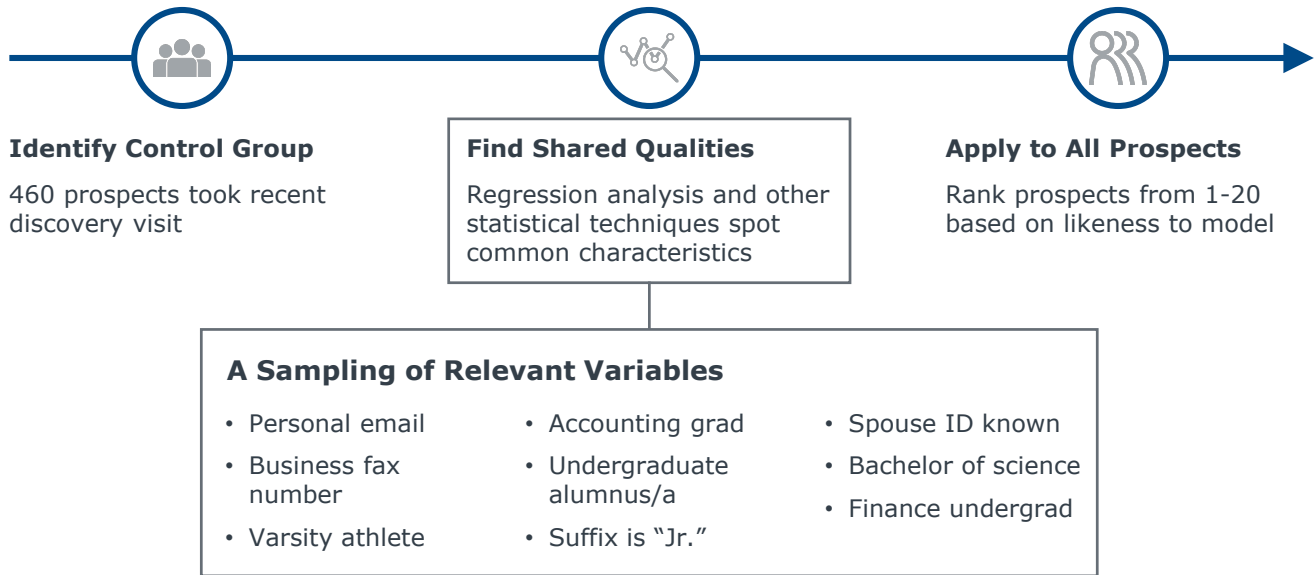 Identify Control Group
460 prospects took recent
discovery visit
Find Shared Qualities
Regression analysis and other
statistical techniques spot
common characteristics
Apply to All Prospects
Rank prospects from 1-20
based on likeness to model
A Sampling of Relevant Variables
• Personal email
• Business fax
number
• Varsity athlete
• Accounting grad
• Undergraduate
alumnus/a
• Suffix is “Jr.”
• Spouse ID known
• Bachelor of science
• Finance undergrad